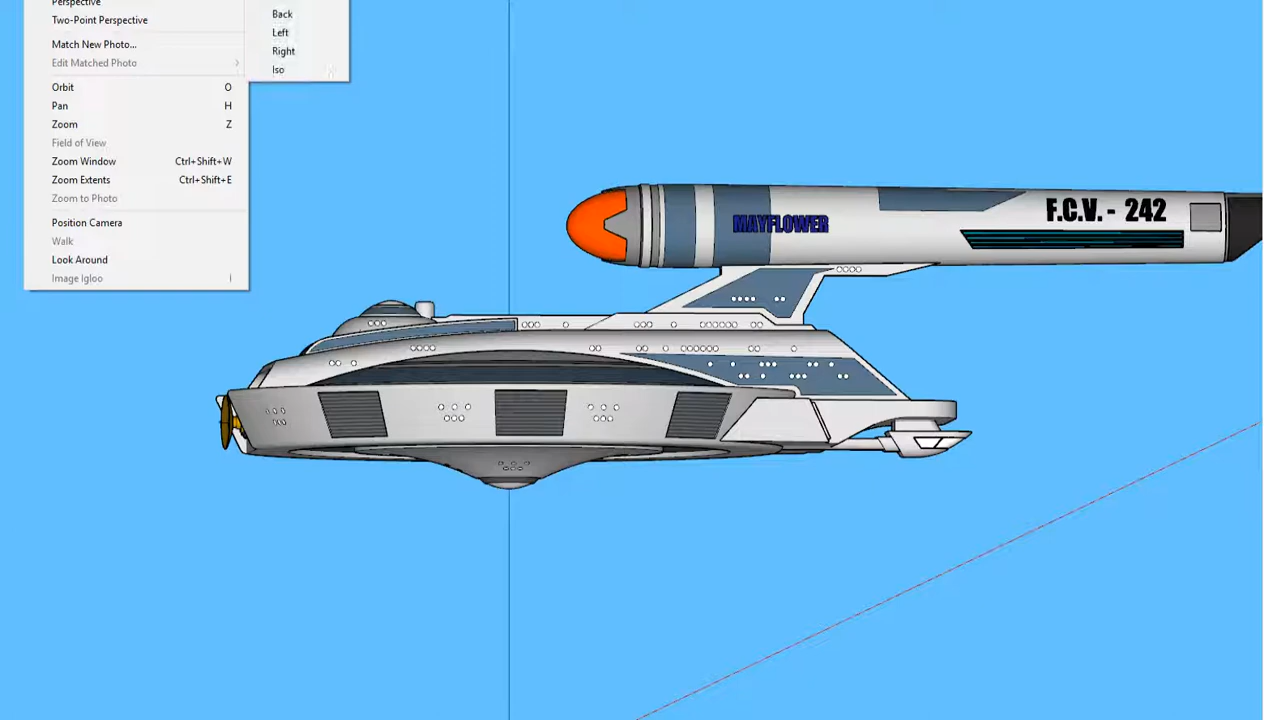 Perspective
Two-Point Perspective
Match New Photo...
Edit Matched Photo
Orbit O
Pan H
Zoom Z
Field of View
Zoom Window Ctrl+Shift+W
Zoom Extents Ctrl+Shift+E
Zoom to Photo
Position Camera
Walk
Look Around
Image Igloo I
Back
Left
Right
Iso
MAYFLOWER
F.C.V. - 242